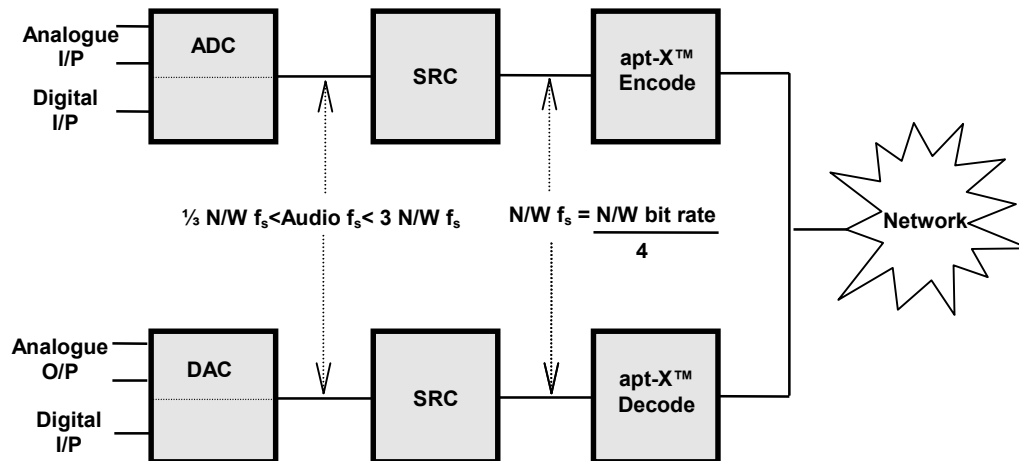 Analogue
I/P
Digital
I/P
ADC
SRC
apt-X™
Encode
⅓ N/W fs<Audio fs< 3 N/W fs
N/W fs = N/W bit rate
4
Network
Analogue
O/P
Digital
I/P
DAC
SRC
apt-X™
Decode